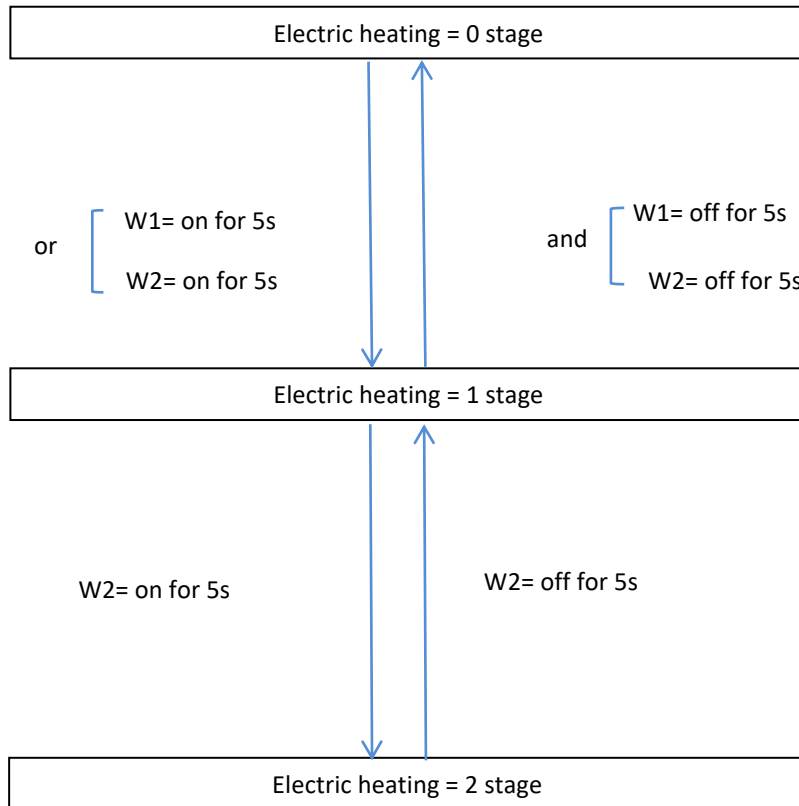 Electric heating = 0 stage
or
W1= on for 5s
W2= on for 5s
and
W1= off for 5s
W2= off for 5s
Electric heating = 1 stage
W2= on for 5s
W2= off for 5s
Electric heating = 2 stage